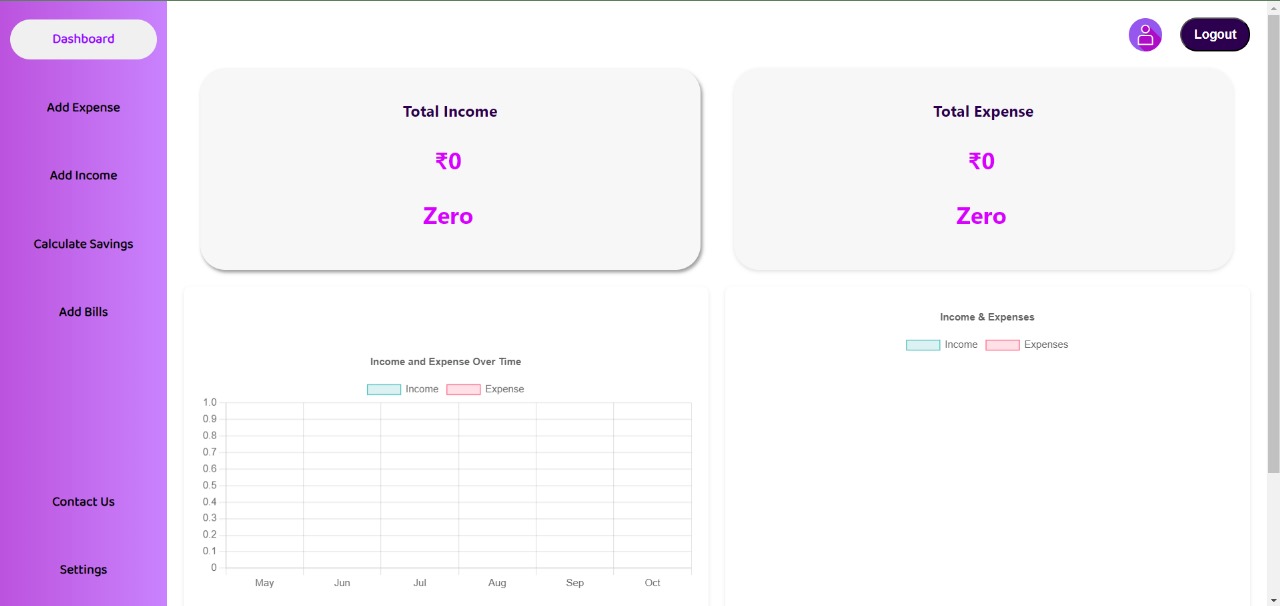 Dashboard
Add Expense
Add Income
Calculate Savings
Add Bills
Contact Us
Settings
Logout
Total Income
₹0
Zero
Total Expense
₹0
Zero
Income and Expense Over Time
Income Expense
1.0
0.9
0.8
0.7
0.6
0.5
0.4
0.3
0.2
0.1
0
May Jun Jul Aug Sep Oct
Income & Expenses
Income Expenses